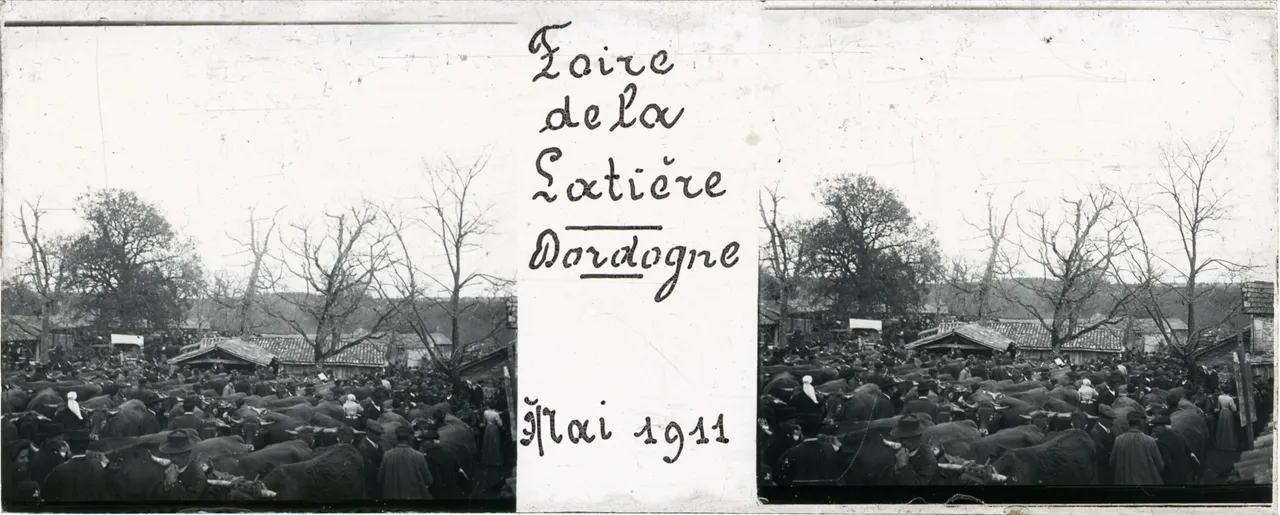 Foire
de la
Latière
Dordogne
Mai 1911